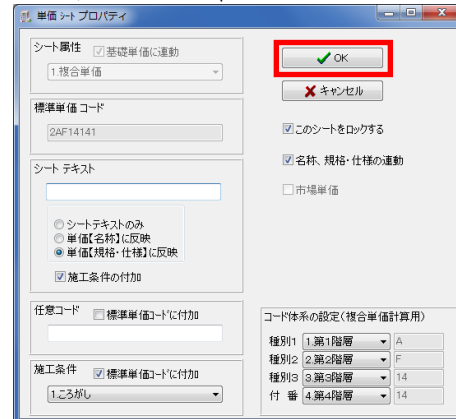 単価 シート プロパティ
シート属性 基礎単価に連動
1.複合単価
標準単価 コード
2AF14141
シート テキスト
シートテキストのみ
単価【名称】に反映
単価【規格・仕様】に反映
施工条件の付加
任意コード 標準単価コードに付加
施工条件 標準単価コードに付加
1.ころがし
OK
キャンセル
このシートをロックする
名称、規格・仕様の連動
市場単価
コード体系の設定(複合単価計算用)
種別1 1.第1階層 A
種別2 2.第2階層 F
種別3 3.第3階層 14
付 番 4.第4階層 14